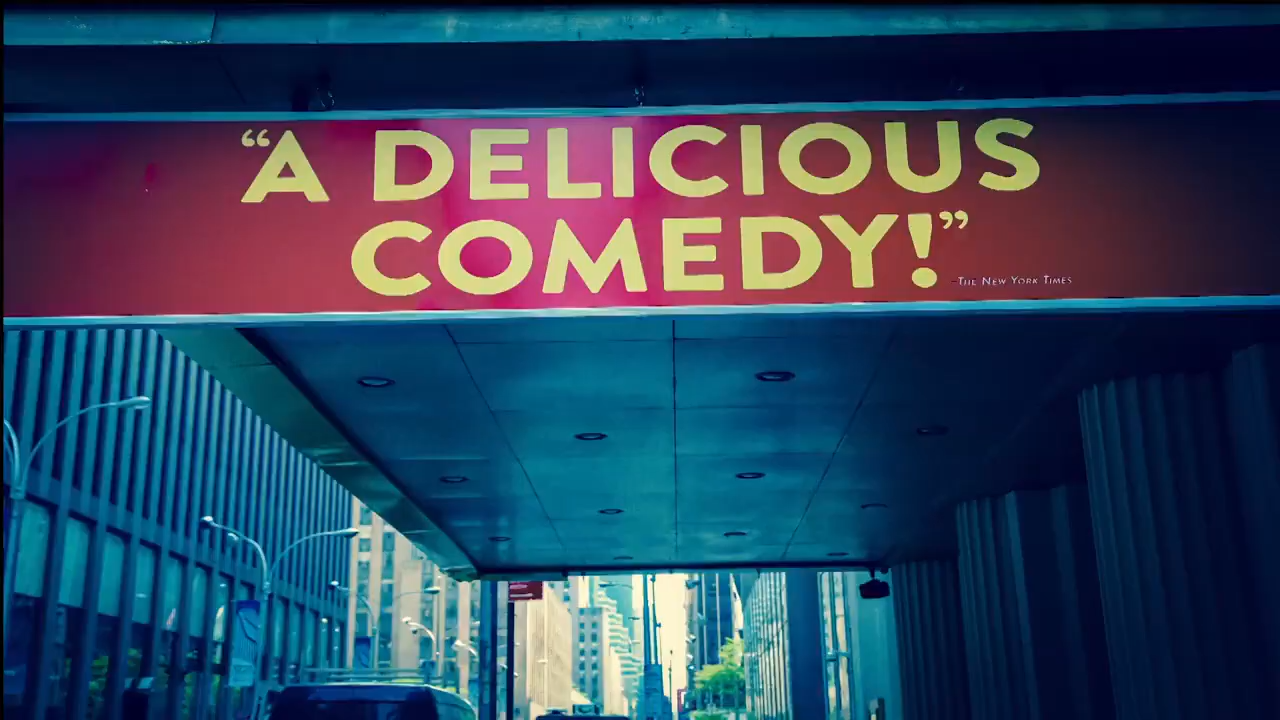 “A DELICIOUS
COMEDY!”
–THE NEW YORK TIMES